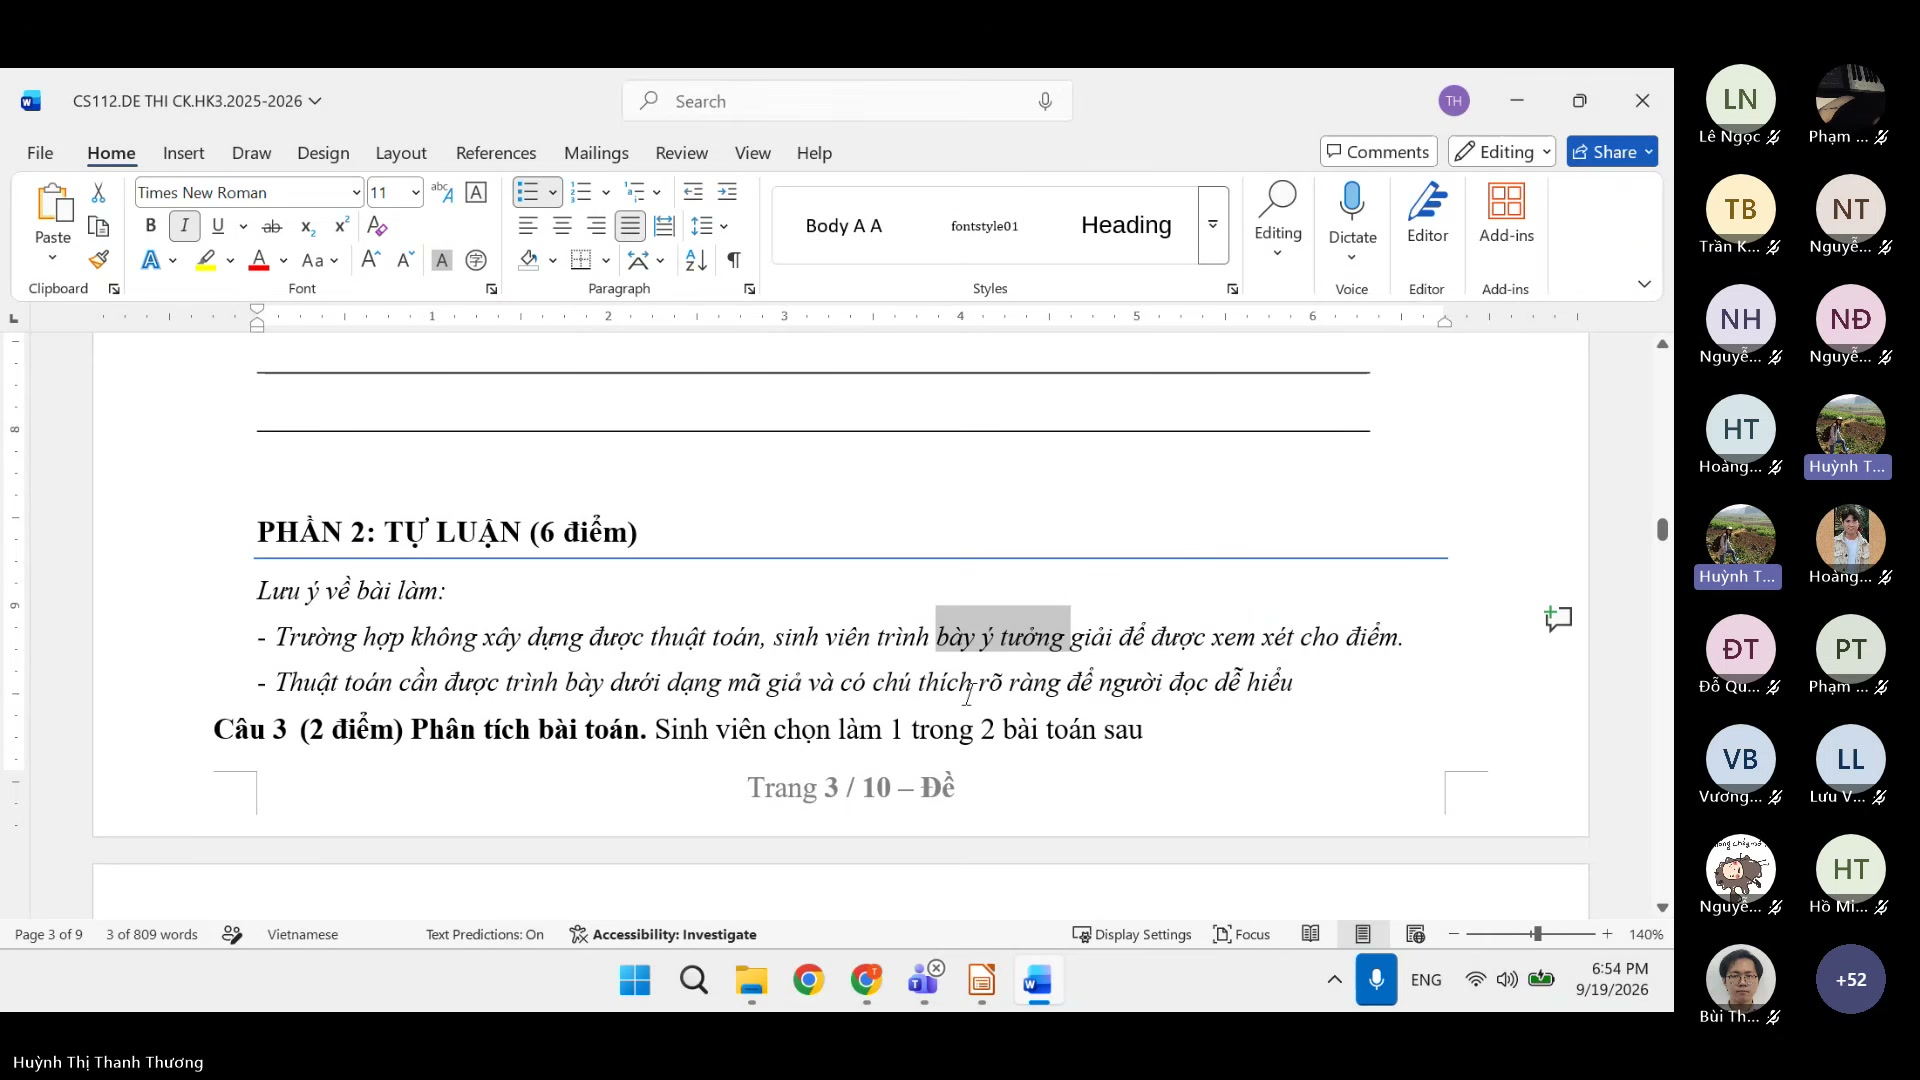 CS112.DE THI CK.HK3.2025-2026
Search
TH
File Home Insert Draw Design Layout References Mailings Review View Help
Comments Editing Share
Times New Roman 11
Body A A fontstyle01 Heading
Paste
Editing Dictate Editor Add-ins
Clipboard Font Paragraph Styles Voice Editor Add-ins
1 2 3 4 5 6
8
9
PHẦN 2: TỰ LUẬN (6 điểm)
Lưu ý về bài làm:
- Trường hợp không xây dựng được thuật toán, sinh viên trình bày ý tưởng giải để được xem xét cho điểm.
- Thuật toán cần được trình bày dưới dạng mã giả và có chú thích rõ ràng để người đọc dễ hiểu
Câu 3 (2 điểm) Phân tích bài toán. Sinh viên chọn làm 1 trong 2 bài toán sau
Trang 3 / 10 – Đề
Page 3 of 9 3 of 809 words Vietnamese Text Predictions: On Accessibility: Investigate Display Settings Focus 140%
ENG 6:54 PM
9/19/2026
Huỳnh Thị Thanh Thương
LN
Lê Ngọc Phạm ...
TB NT
Trần K... Nguyễ...
NH NĐ
Nguyễ... Nguyễ...
HT
Hoàng... Huỳnh T...
Huỳnh T... Hoàng...
ĐT PT
Đỗ Qu... Phạm ...
VB LL
Vương... Lưu V...
HT
Nguyễ... Hồ Mi...
+52
Bùi Th...